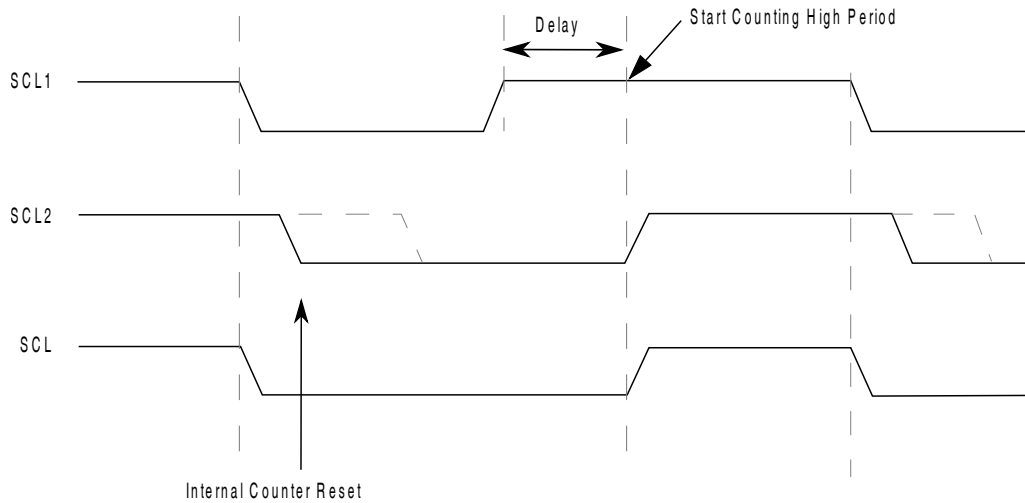 Start Counting High Period
Delay
SCL1
SCL2
SCL
Internal Counter Reset